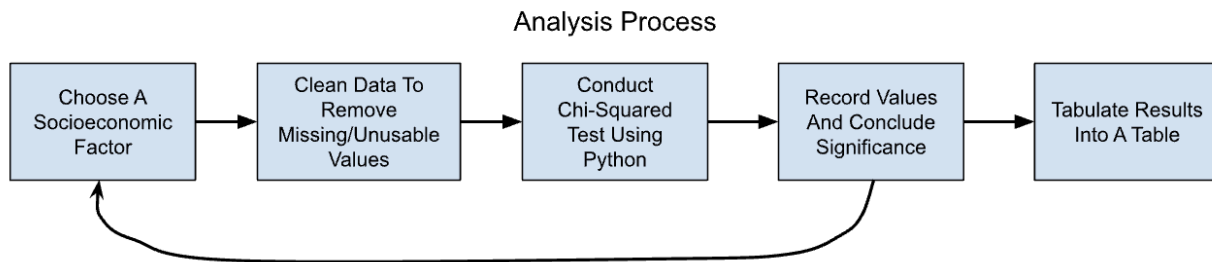 Analysis Process
Choose A
Socioeconomic
Factor
Clean Data To
Remove
Missing/Unusable
Values
Conduct
Chi-Squared
Test Using
Python
Record Values
And Conclude
Significance
Tabulate Results
Into A Table